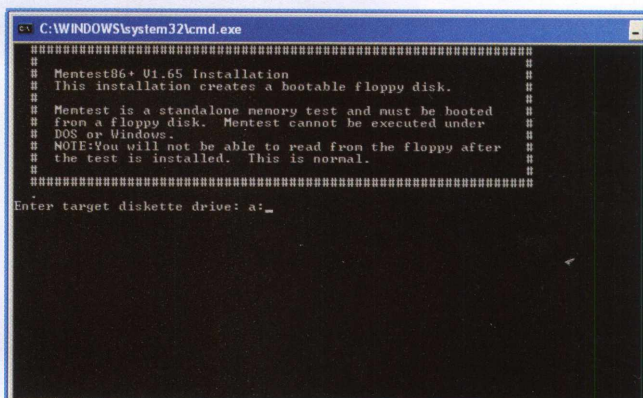 C:\WINDOWS\system32\cmd.exe
###############################################################
# #
# Memtest86+ V1.65 Installation #
# This installation creates a bootable floppy disk. #
# #
# Memtest is a standalone memory test and must be booted #
# from a floppy disk. Memtest cannot be executed under #
# DOS or Windows. #
# NOTE:You will not be able to read from the floppy after #
# the test is installed. This is normal. #
# #
###############################################################
Enter target diskette drive: a:_